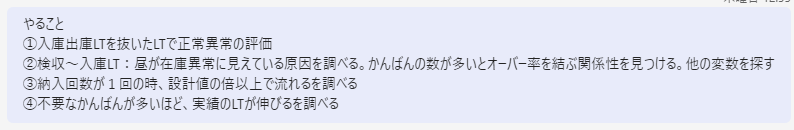 やること
①入庫出庫LTを抜いたLTで正常異常の評価
②検収～入庫LT：昼が在庫異常に見えている原因を調べる。かんばんの数が多いとオーバー率を結ぶ関係性を見つける。他の変数を探す
③納入回数が１回の時、設計値の倍以上で流れるを調べる
④不要なかんばんが多いほど、実績のLTが伸びるを調べる